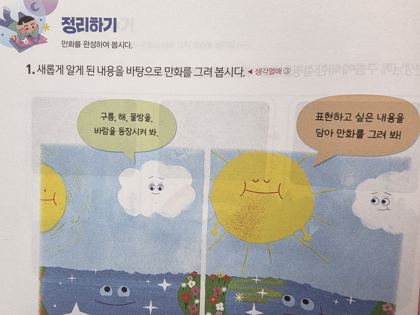 정리하기
만화를 완성하여 봅시다.
1. 새롭게 알게 된 내용을 바탕으로 만화를 그려 봅시다. ◀ 생각열매 ③
구름, 해, 물방울,
바람을 등장시켜 봐.
표현하고 싶은 내용을
담아 만화를 그려 봐!